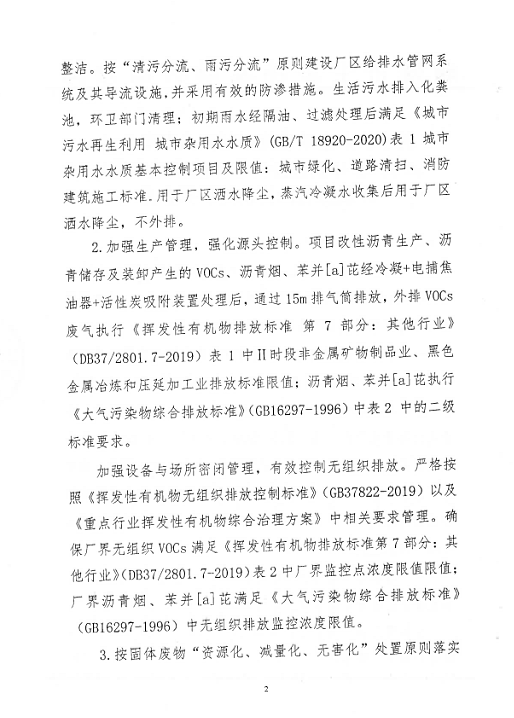 整洁。按“清污分流、雨污分流”原则建设厂区给排水管网系
统及其导流设施,并采用有效的防渗措施。生活污水排入化粪
池，环卫部门清理；初期雨水经隔油、过滤处理后满足《城市
污水再生利用 城市杂用水水质》(GB/T 18920-2020)表 1 城市
杂用水水质基本控制项目及限值：城市绿化、道路清扫、消防
建筑施工标准.用于厂区洒水降尘，蒸汽冷凝水收集后用于厂区
洒水降尘，不外排。
2.加强生产管理，强化源头控制。项目改性沥青生产、沥
青储存及装卸产生的 VOCs、沥青烟、苯并[a]芘经冷凝+电捕焦
油器+活性炭吸附装置处理后，通过 15m 排气筒排放，外排 VOCs
废气执行《挥发性有机物排放标准 第 7 部分：其他行业》
（DB37/2801.7-2019）表 1 中Ⅱ时段非金属矿物制品业、黑色
金属冶炼和压延加工业排放标准限值；沥青烟、苯并[a]芘执行
《大气污染物综合排放标准》（GB16297-1996）中表 2 中的二级
标准要求。
加强设备与场所密闭管理，有效控制无组织排放。严格按
照《挥发性有机物无组织排放控制标准》（GB37822-2019）以及
《重点行业挥发性有机物综合治理方案》中相关要求管理。确
保厂界无组织 VOCs 满足《挥发性有机物排放标准第 7 部分：其
他行业》（DB37/2801.7-2019）表 2 中厂界监控点浓度限值限值；
厂界沥青烟、苯并[a]芘满足《大气污染物综合排放标准》
（GB16297-1996）中无组织排放监控浓度限值。
3.按固体废物“资源化、减量化、无害化”处置原则落实
2